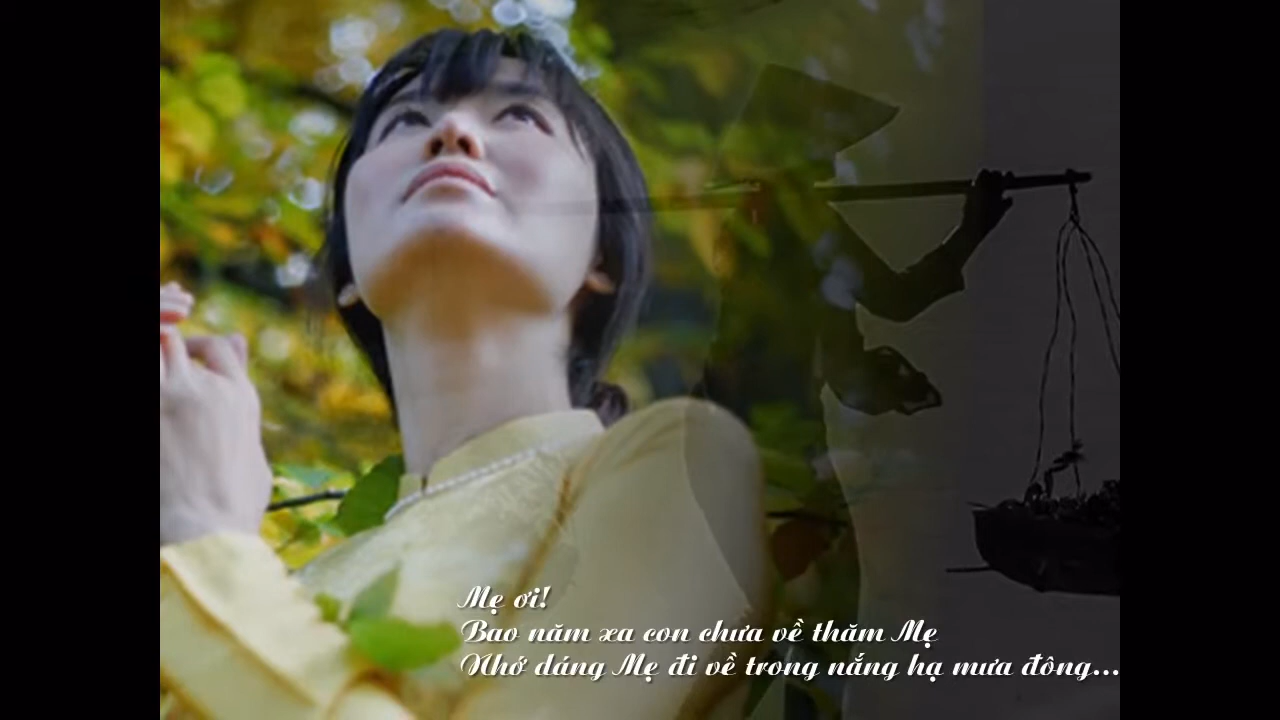 Mẹ ơi!
Bao năm xa con chưa về thăm Mẹ
Nhớ dáng Mẹ đi về trong nắng hạ mưa đông...